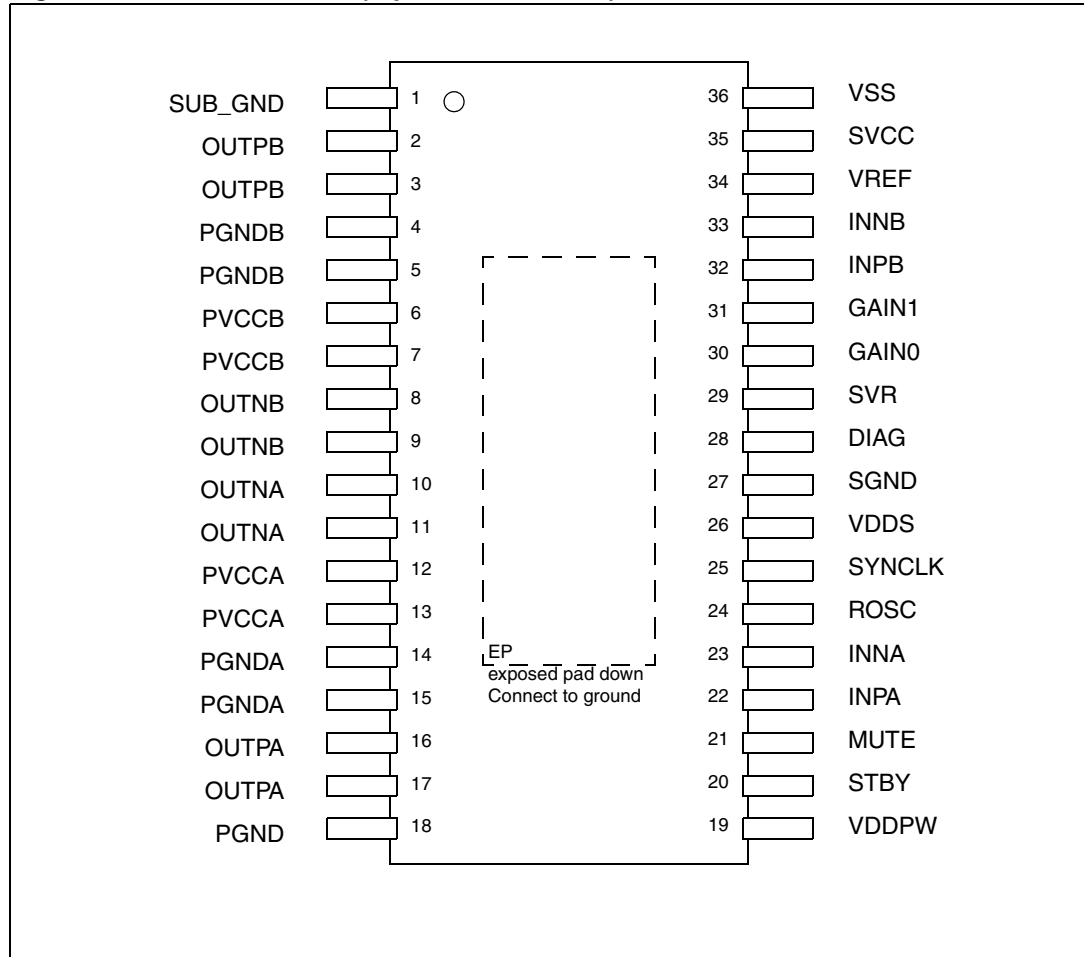 SUB_GND 1 36 VSS
OUTPB 2 35 SVCC
OUTPB 3 34 VREF
PGNDB 4 33 INNB
PGNDB 5 32 INPB
PVCCB 6 31 GAIN1
PVCCB 7 30 GAIN0
OUTNB 8 29 SVR
OUTNB 9 28 DIAG
OUTNA 10 27 SGND
OUTNA 11 26 VDDS
PVCCA 12 25 SYNCLK
PVCCA 13 24 ROSC
PGNDA 14 23 INNA
PGNDA 15 22 INPA
OUTPA 16 21 MUTE
OUTPA 17 20 STBY
PGND 18 19 VDDPW
EP
exposed pad down
Connect to ground